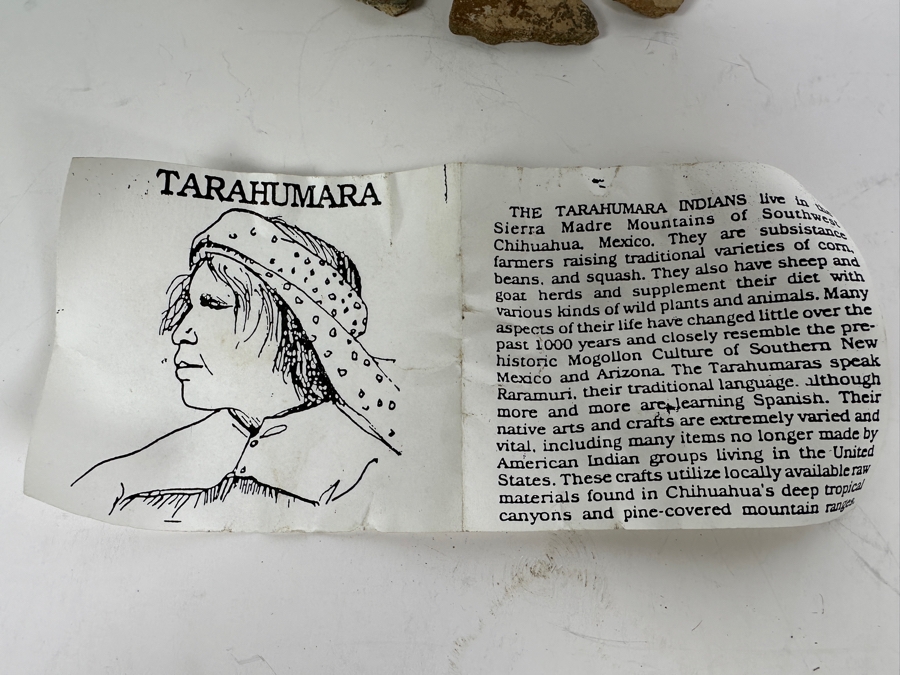 TARAHUMARA
THE TARAHUMARA INDIANS live in the
Sierra Madre Mountains of Southwest
Chihuahua, Mexico. They are subsistance
farmers raising traditional varieties of corn,
beans, and squash. They also have sheep and
goat herds and supplement their diet with
various kinds of wild plants and animals. Many
aspects of their life have changed little over the
past 1000 years and closely resemble the pre-
historic Mogollon Culture of Southern New
Mexico and Arizona. The Tarahumaras speak
Raramuri, their traditional language, although
more and more are learning Spanish. Their
native arts and crafts are extremely varied and
vital, including many items no longer made by
American Indian groups living in the United
States. These crafts utilize locally available raw
materials found in Chihuahua's deep tropical
canyons and pine-covered mountain ranges.